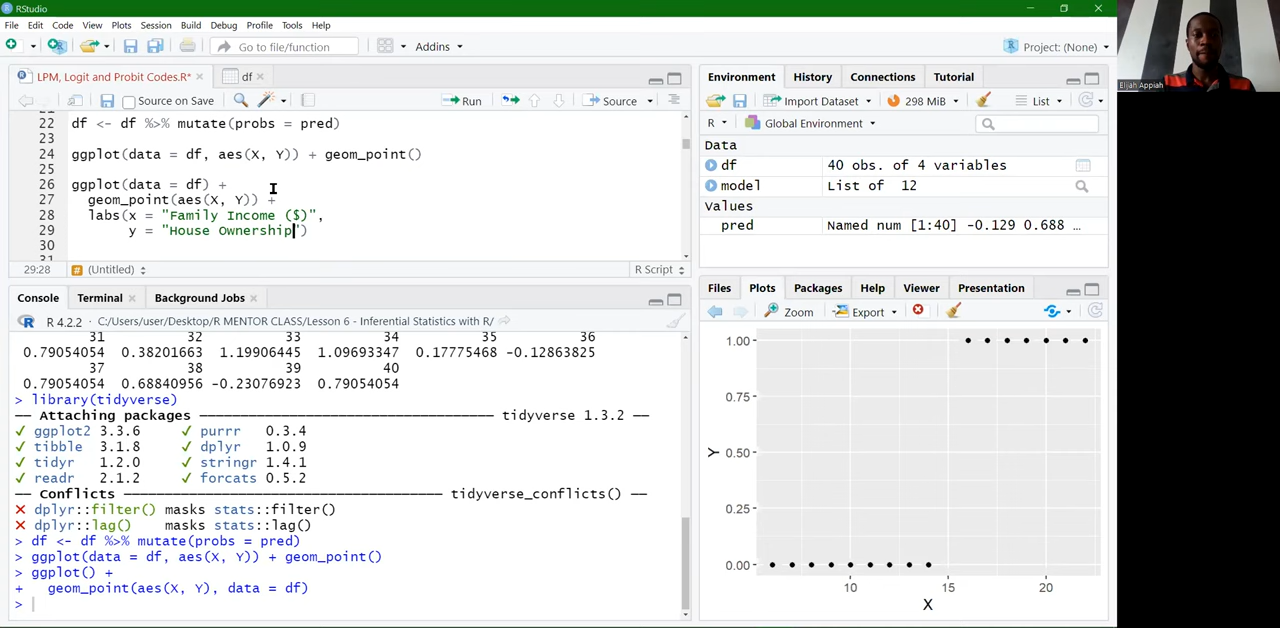 RStudio
File Edit Code View Plots Session Build Debug Profile Tools Help
Go to file/function
Addins
Project: (None)
LPM, Logit and Probit Codes.R*
df
Source on Save
Run
Source
22 df <- df %>% mutate(probs = pred)
23
24 ggplot(data = df, aes(X, Y)) + geom_point()
25
26 ggplot(data = df) +
27 geom_point(aes(X, Y)) +
28 labs(x = "Family Income ($)",
29 y = "House Ownership")
30
31
29:28
# (Untitled)
R Script
Console Terminal Background Jobs
R 4.2.2 · C:/Users/user/Desktop/R MENTOR CLASS/Lesson 6 - Inferential Statistics with R/
31 32 33 34 35 36
0.79054054 0.38201663 1.19906445 1.09693347 0.17775468 -0.12863825
37 38 39 40
0.79054054 0.68840956 -0.23076923 0.79054054
> library(tidyverse)
── Attaching packages ─────────────────── tidyverse 1.3.2 ──
✓ ggplot2 3.3.6 ✓ purrr 0.3.4
✓ tibble 3.1.8 ✓ dplyr 1.0.9
✓ tidyr 1.2.0 ✓ stringr 1.4.1
✓ readr 2.1.2 ✓ forcats 0.5.2
── Conflicts ─────────────────── tidyverse_conflicts() ──
✗ dplyr::filter() masks stats::filter()
✗ dplyr::lag() masks stats::lag()
> df <- df %>% mutate(probs = pred)
> ggplot(data = df, aes(X, Y)) + geom_point()
> ggplot() +
+ geom_point(aes(X, Y), data = df)
>
Environment History Connections Tutorial
Import Dataset
298 MiB
List
R
Global Environment
Data
df 40 obs. of 4 variables
model List of 12
Values
pred Named num [1:40] -0.129 0.688 …
Files Plots Packages Help Viewer Presentation
Zoom
Export
1.00
0.75
Y
0.50
0.25
0.00
10 15 20
X
Elijah Appiah